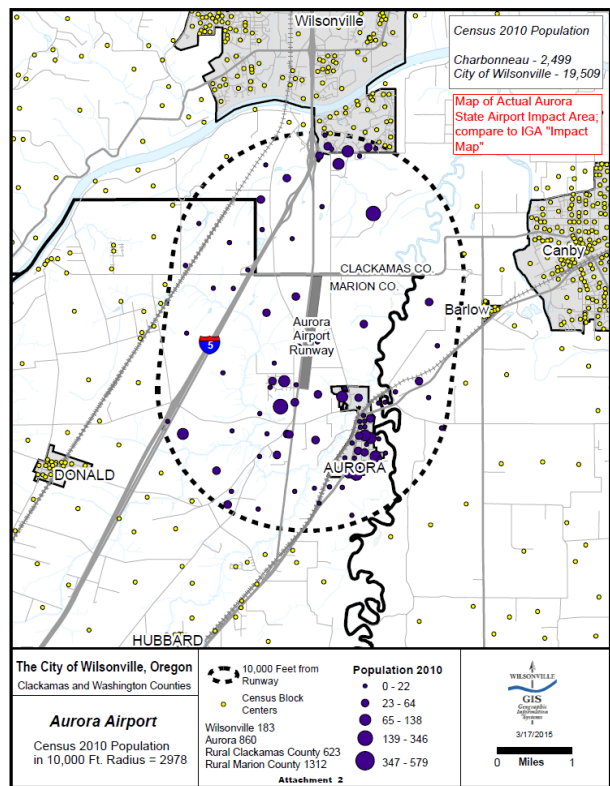 Wilsonville
Census 2010 Population
Charbonneau - 2,499
City of Wilsonville - 19,509
Map of Actual Aurora
State Airport Impact Area;
compare to IGA "Impact
Map"
Canby
CLACKAMAS CO.
MARION CO.
Barlow
Aurora
Airport
Runway
5
AURORA
DONALD
HUBBARD
The City of Wilsonville, Oregon
Clackamas and Washington Counties
Aurora Airport
Census 2010 Population
in 10,000 Ft. Radius = 2978
10,000 Feet from
Runway
Census Block
Centers
Wilsonville 183
Aurora 860
Rural Clackamas County 623
Rural Marion County 1312
Attachment 2
Population 2010
0 - 22
23 - 64
65 - 138
139 - 346
347 - 579
WILSONVILLE
GIS
Geographic
Information
Systems
3/17/2015
0 Miles 1